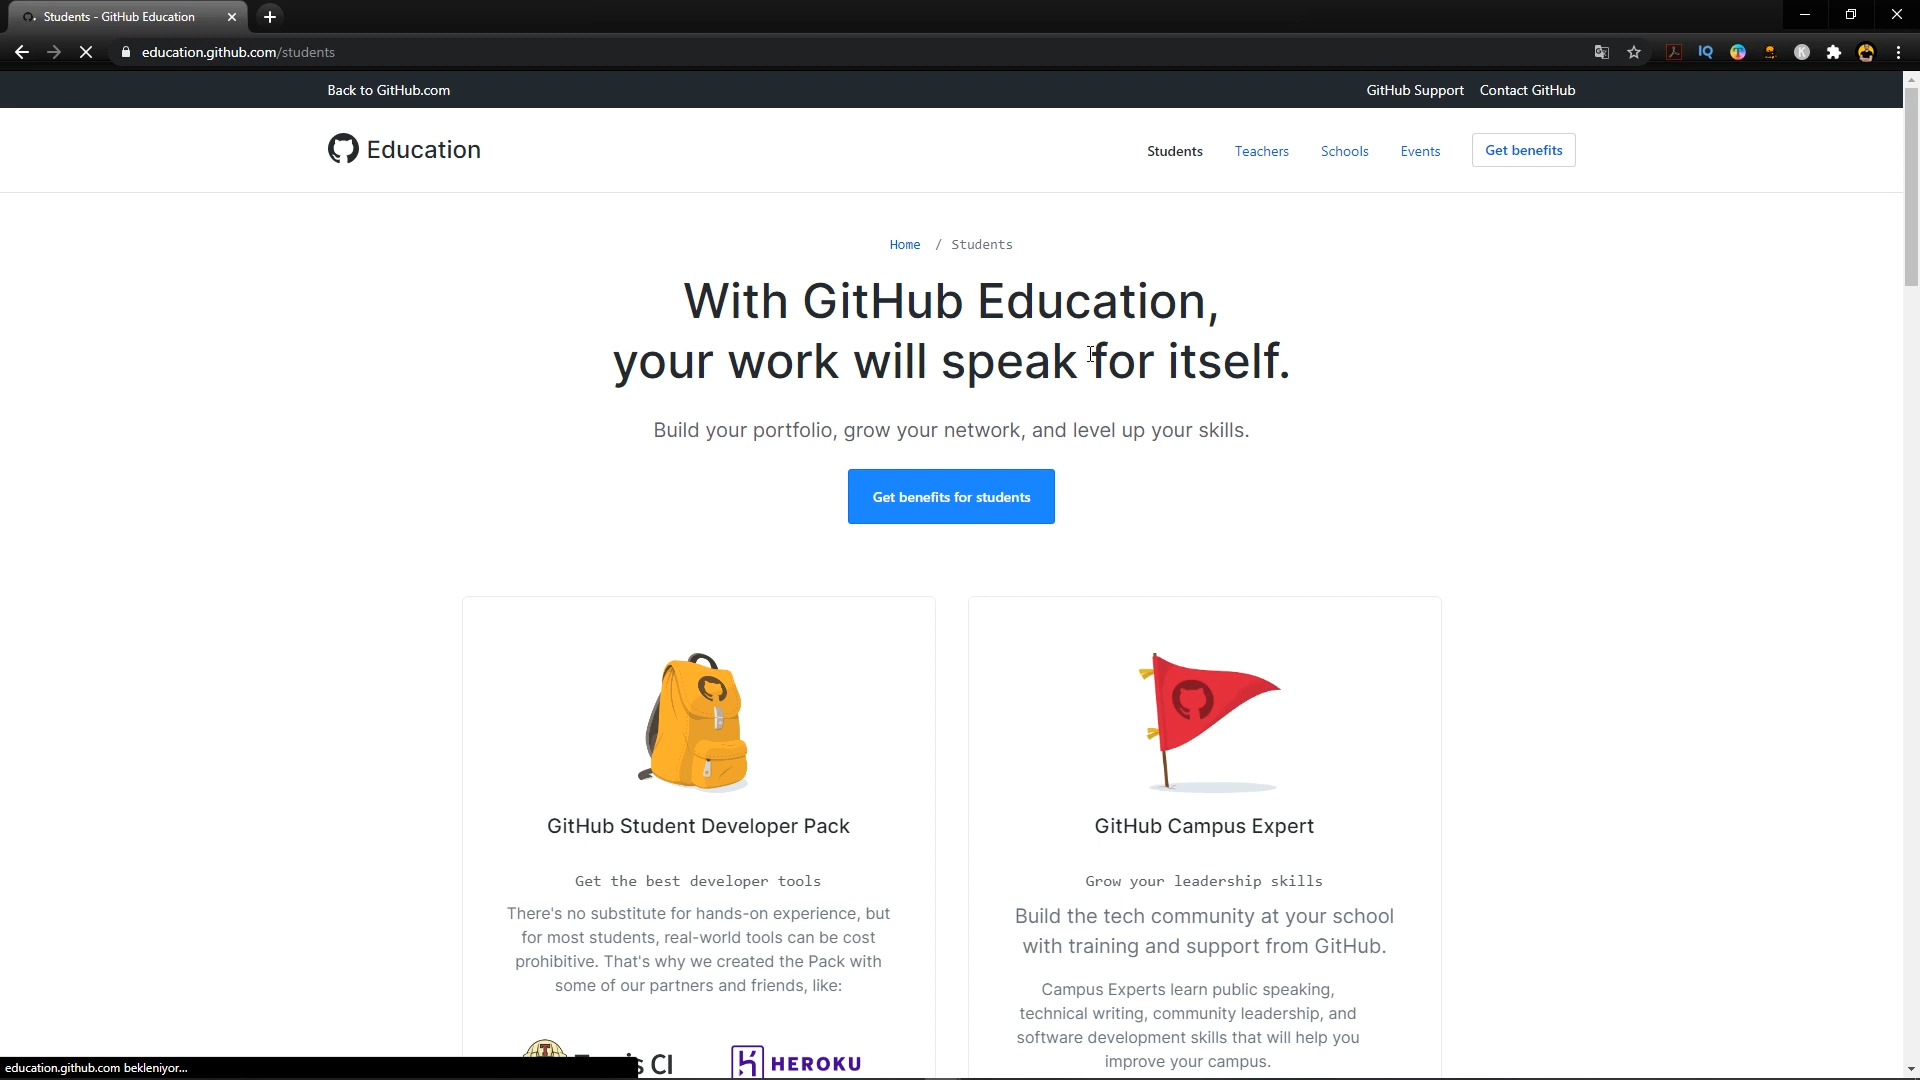 Students - GitHub Education
education.github.com/students
IQ
K
Back to GitHub.com
GitHub Support
Contact GitHub
Education
Students
Teachers
Schools
Events
Get benefits
Home / Students
With GitHub Education,
your work will speak for itself.
Build your portfolio, grow your network, and level up your skills.
Get benefits for students
GitHub Student Developer Pack
Get the best developer tools
There's no substitute for hands-on experience, but
for most students, real-world tools can be cost
prohibitive. That's why we created the Pack with
some of our partners and friends, like:
CI
HEROKU
GitHub Campus Expert
Grow your leadership skills
Build the tech community at your school
with training and support from GitHub.
Campus Experts learn public speaking,
technical writing, community leadership, and
software development skills that will help you
improve your campus.
education.github.com bekleniyor...